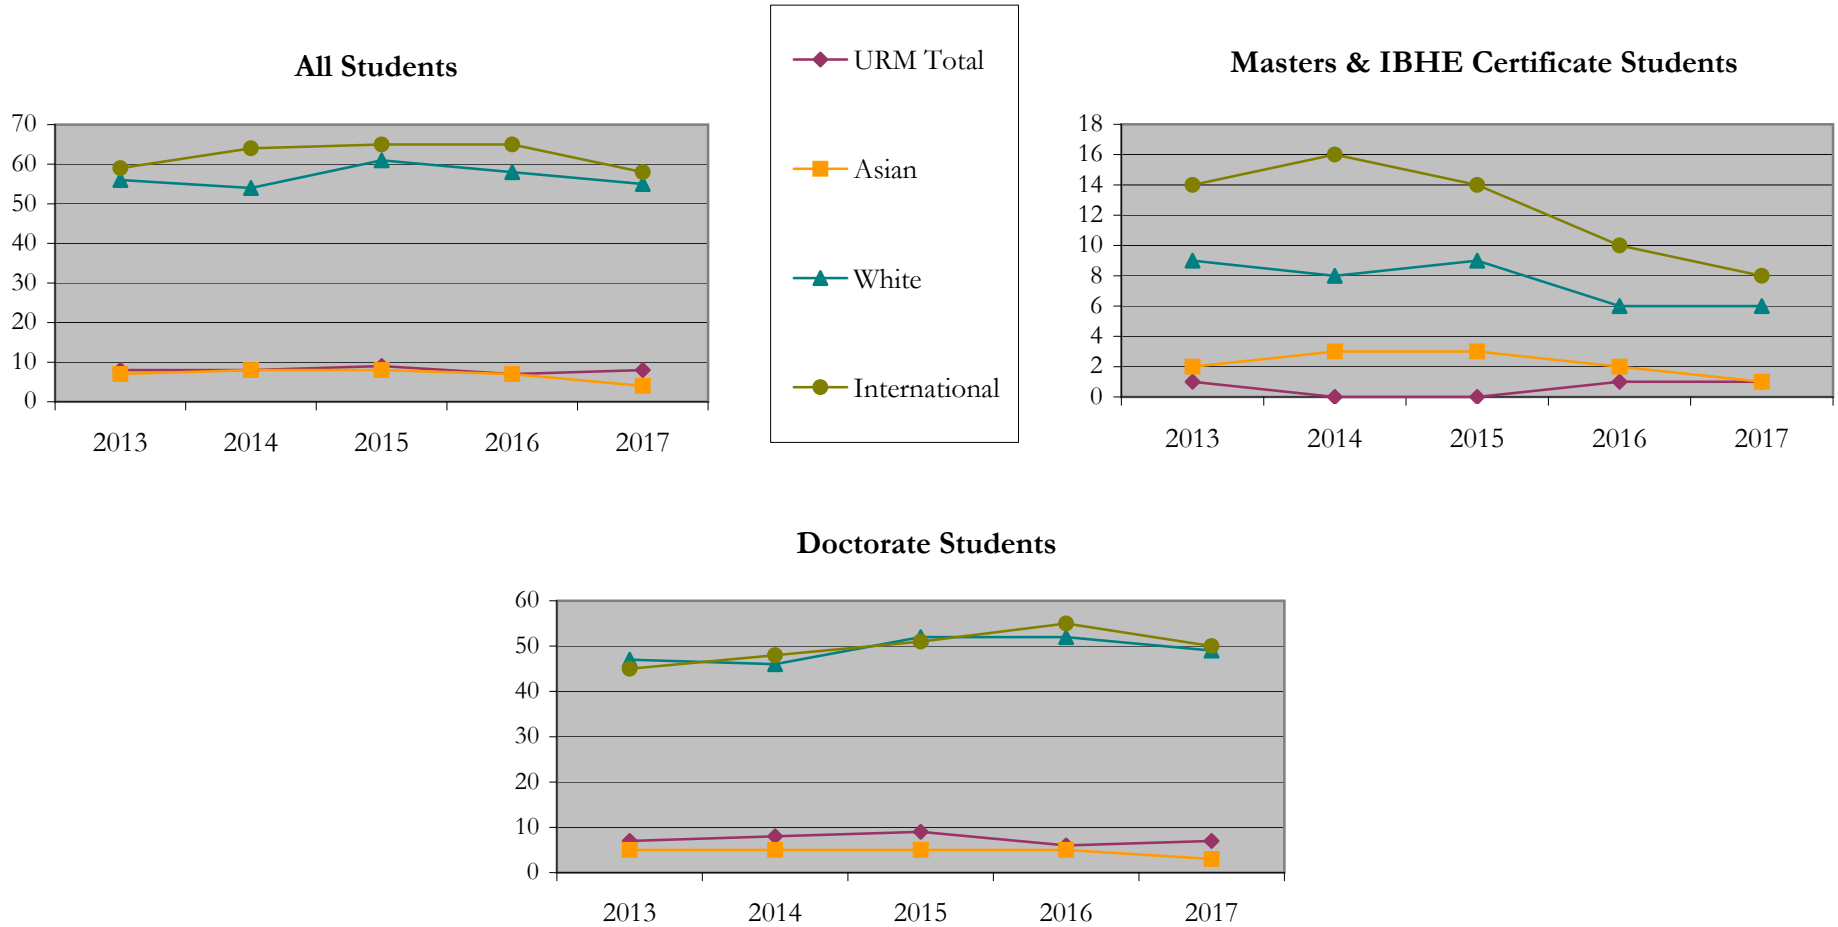 All Students
70
60
50
40
30
20
10
0
2013 2014 2015 2016 2017
URM Total
Asian
White
International
Masters & IBHE Certificate Students
18
16
14
12
10
8
6
4
2
0
2013 2014 2015 2016 2017
Doctorate Students
60
50
40
30
20
10
0
2013 2014 2015 2016 2017